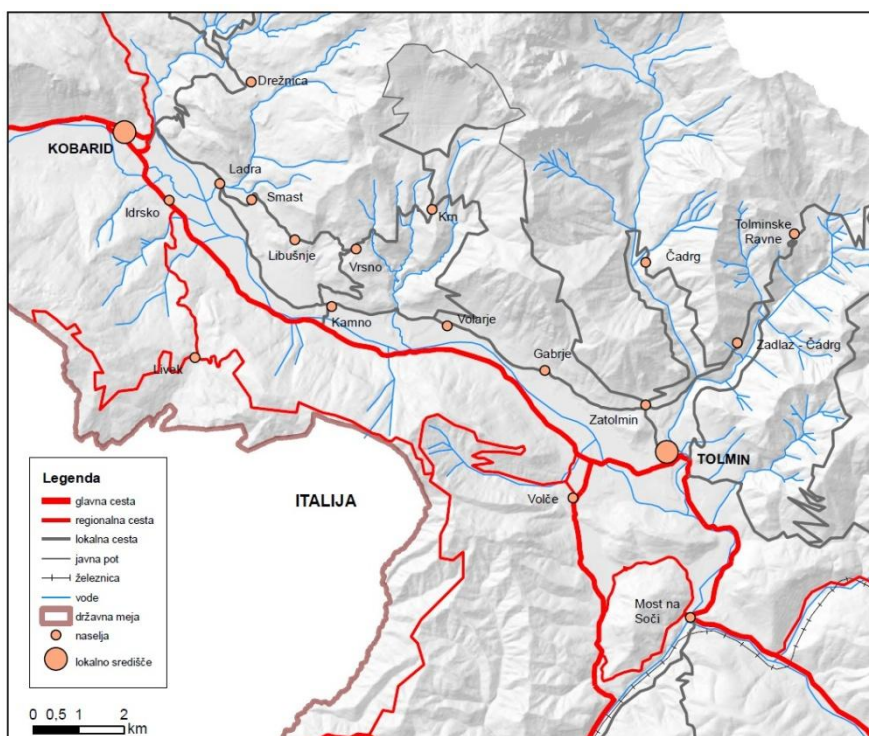 Drežnica
KOBARID
Ladra
Smast
Idrsko
Krn
Tolminske
Ravne
Libušnje
Vrsno
Čadrg
Kamno
Volarje
Zadlaz - Čadrg
Livek
Gabrje
Zatolmin
TOLMIN
Legenda
glavna cesta
regionalna cesta
lokalna cesta
javna pot
železnica
vode
državna meja
naselja
lokalno središče
ITALIJA
Volče
Most na
Soči
0 0,5 1 2
km